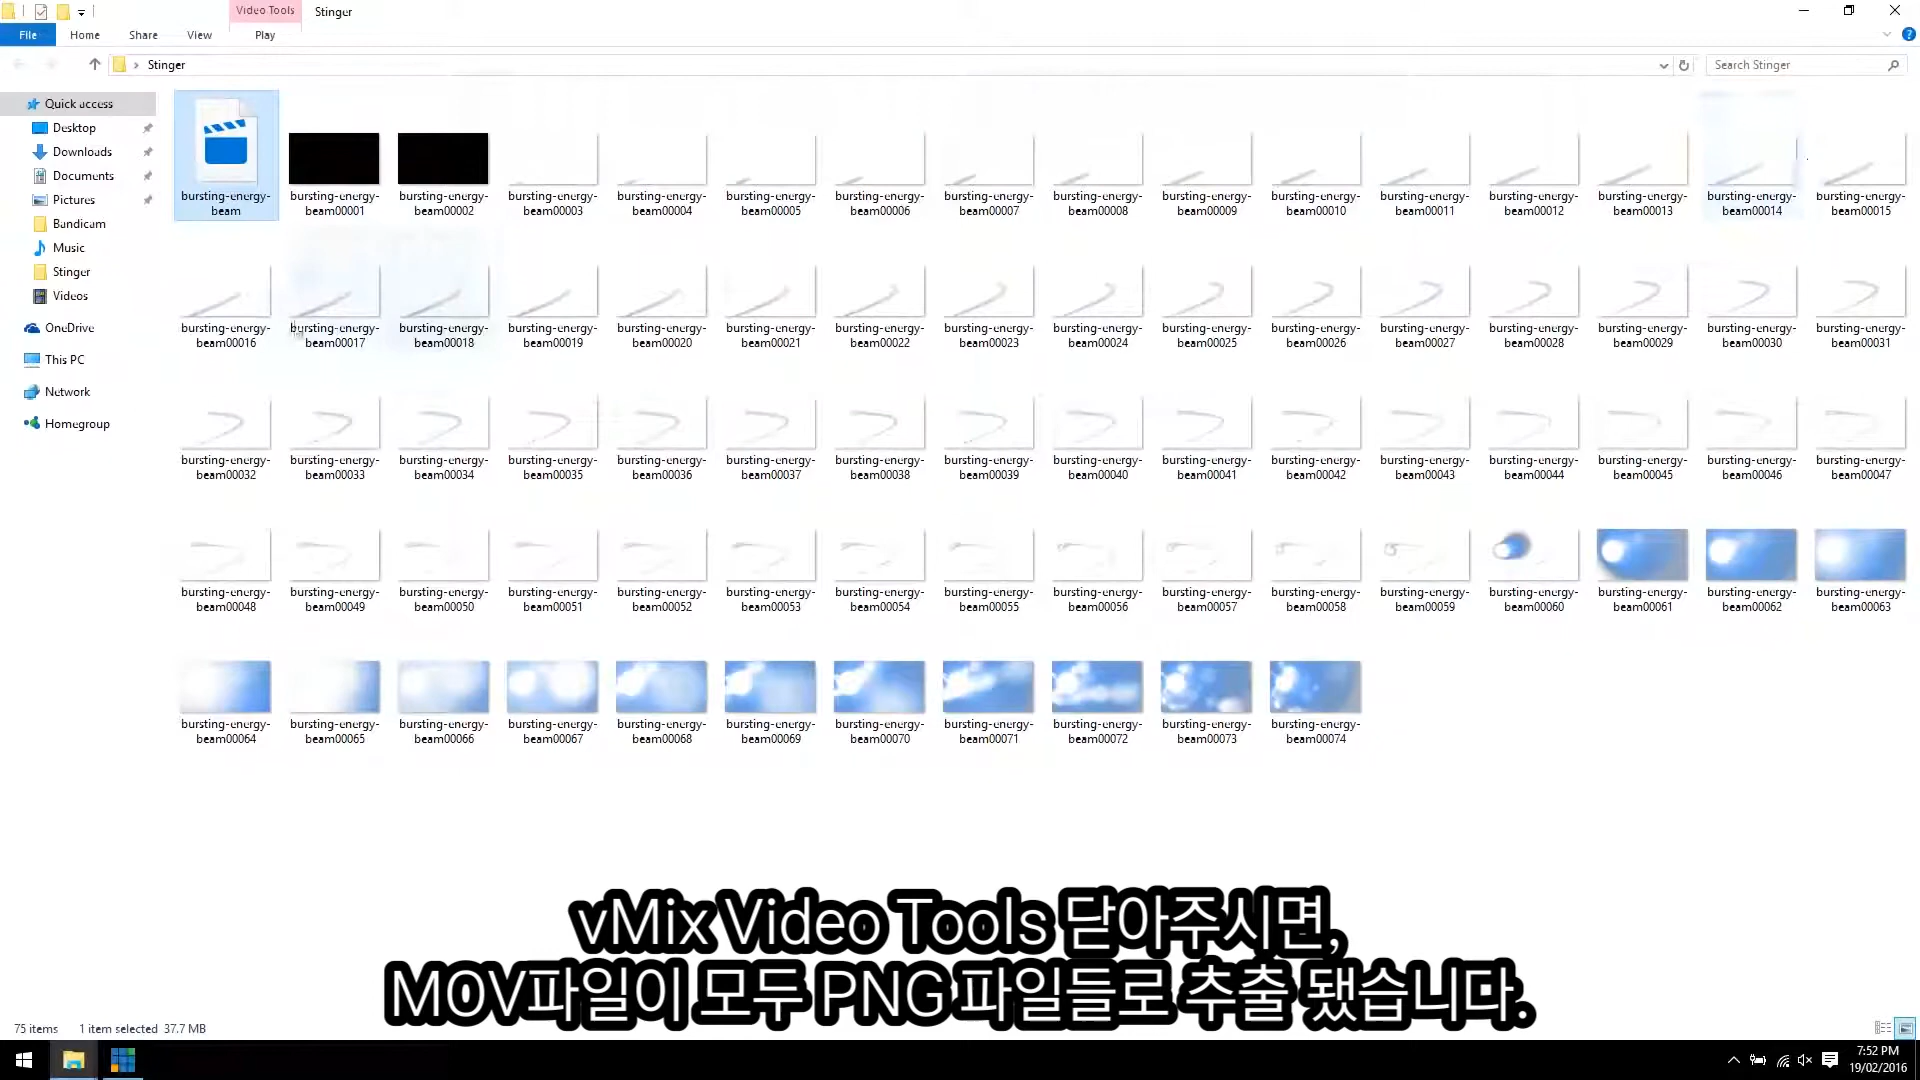 Video Tools
Stinger
File
Home
Share
View
Play
Stinger
Search Stinger
Quick access
Desktop
Downloads
Documents
Pictures
Bandicam
Music
Stinger
Videos
OneDrive
This PC
Network
Homegroup
bursting-energy-
beam
bursting-energy-
beam00001
bursting-energy-
beam00002
bursting-energy-
beam00003
bursting-energy-
beam00004
bursting-energy-
beam00005
bursting-energy-
beam00006
bursting-energy-
beam00007
bursting-energy-
beam00008
bursting-energy-
beam00009
bursting-energy-
beam00010
bursting-energy-
beam00011
bursting-energy-
beam00012
bursting-energy-
beam00013
bursting-energy-
beam00014
bursting-energy-
beam00015
bursting-energy-
beam00016
bursting-energy-
beam00017
bursting-energy-
beam00018
bursting-energy-
beam00019
bursting-energy-
beam00020
bursting-energy-
beam00021
bursting-energy-
beam00022
bursting-energy-
beam00023
bursting-energy-
beam00024
bursting-energy-
beam00025
bursting-energy-
beam00026
bursting-energy-
beam00027
bursting-energy-
beam00028
bursting-energy-
beam00029
bursting-energy-
beam00030
bursting-energy-
beam00031
bursting-energy-
beam00032
bursting-energy-
beam00033
bursting-energy-
beam00034
bursting-energy-
beam00035
bursting-energy-
beam00036
bursting-energy-
beam00037
bursting-energy-
beam00038
bursting-energy-
beam00039
bursting-energy-
beam00040
bursting-energy-
beam00041
bursting-energy-
beam00042
bursting-energy-
beam00043
bursting-energy-
beam00044
bursting-energy-
beam00045
bursting-energy-
beam00046
bursting-energy-
beam00047
bursting-energy-
beam00048
bursting-energy-
beam00049
bursting-energy-
beam00050
bursting-energy-
beam00051
bursting-energy-
beam00052
bursting-energy-
beam00053
bursting-energy-
beam00054
bursting-energy-
beam00055
bursting-energy-
beam00056
bursting-energy-
beam00057
bursting-energy-
beam00058
bursting-energy-
beam00059
bursting-energy-
beam00060
bursting-energy-
beam00061
bursting-energy-
beam00062
bursting-energy-
beam00063
bursting-energy-
beam00064
bursting-energy-
beam00065
bursting-energy-
beam00066
bursting-energy-
beam00067
bursting-energy-
beam00068
bursting-energy-
beam00069
bursting-energy-
beam00070
bursting-energy-
beam00071
bursting-energy-
beam00072
bursting-energy-
beam00073
bursting-energy-
beam00074
vMix Video Tools 닫아주시면,
MOV파일이 모두 PNG 파일들로 추출 됐습니다.
75 items 1 item selected 37.7 MB
7:52 PM
19/02/2016